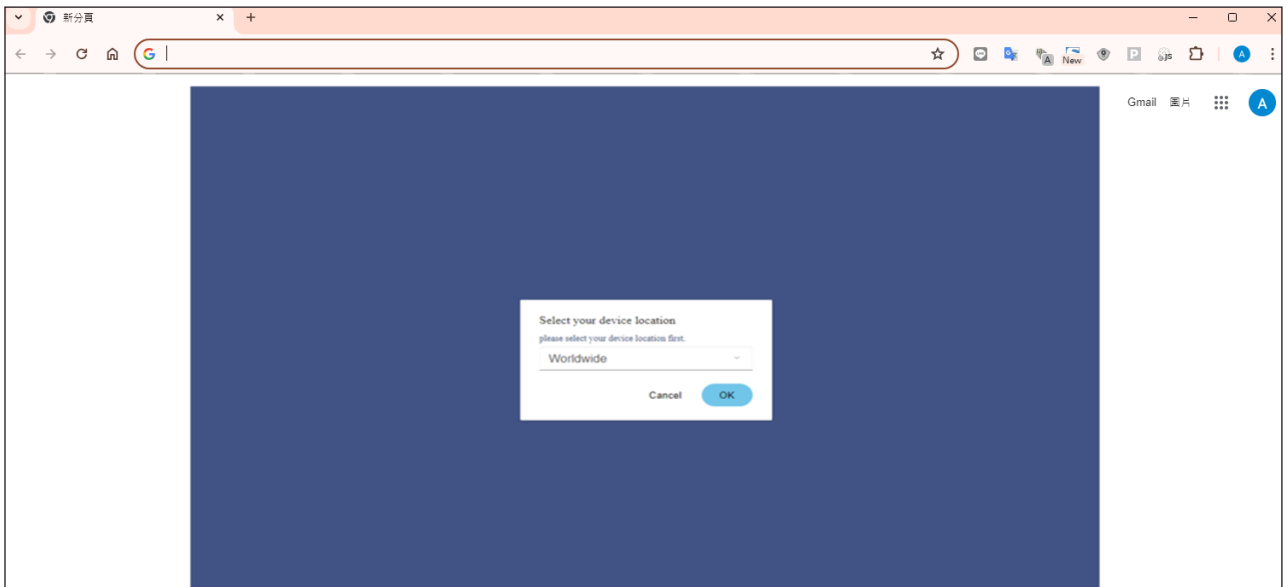 新分頁
New
A
Gmail 圖片
A
Select your device location
please select your device location first.
Worldwide
Cancel OK